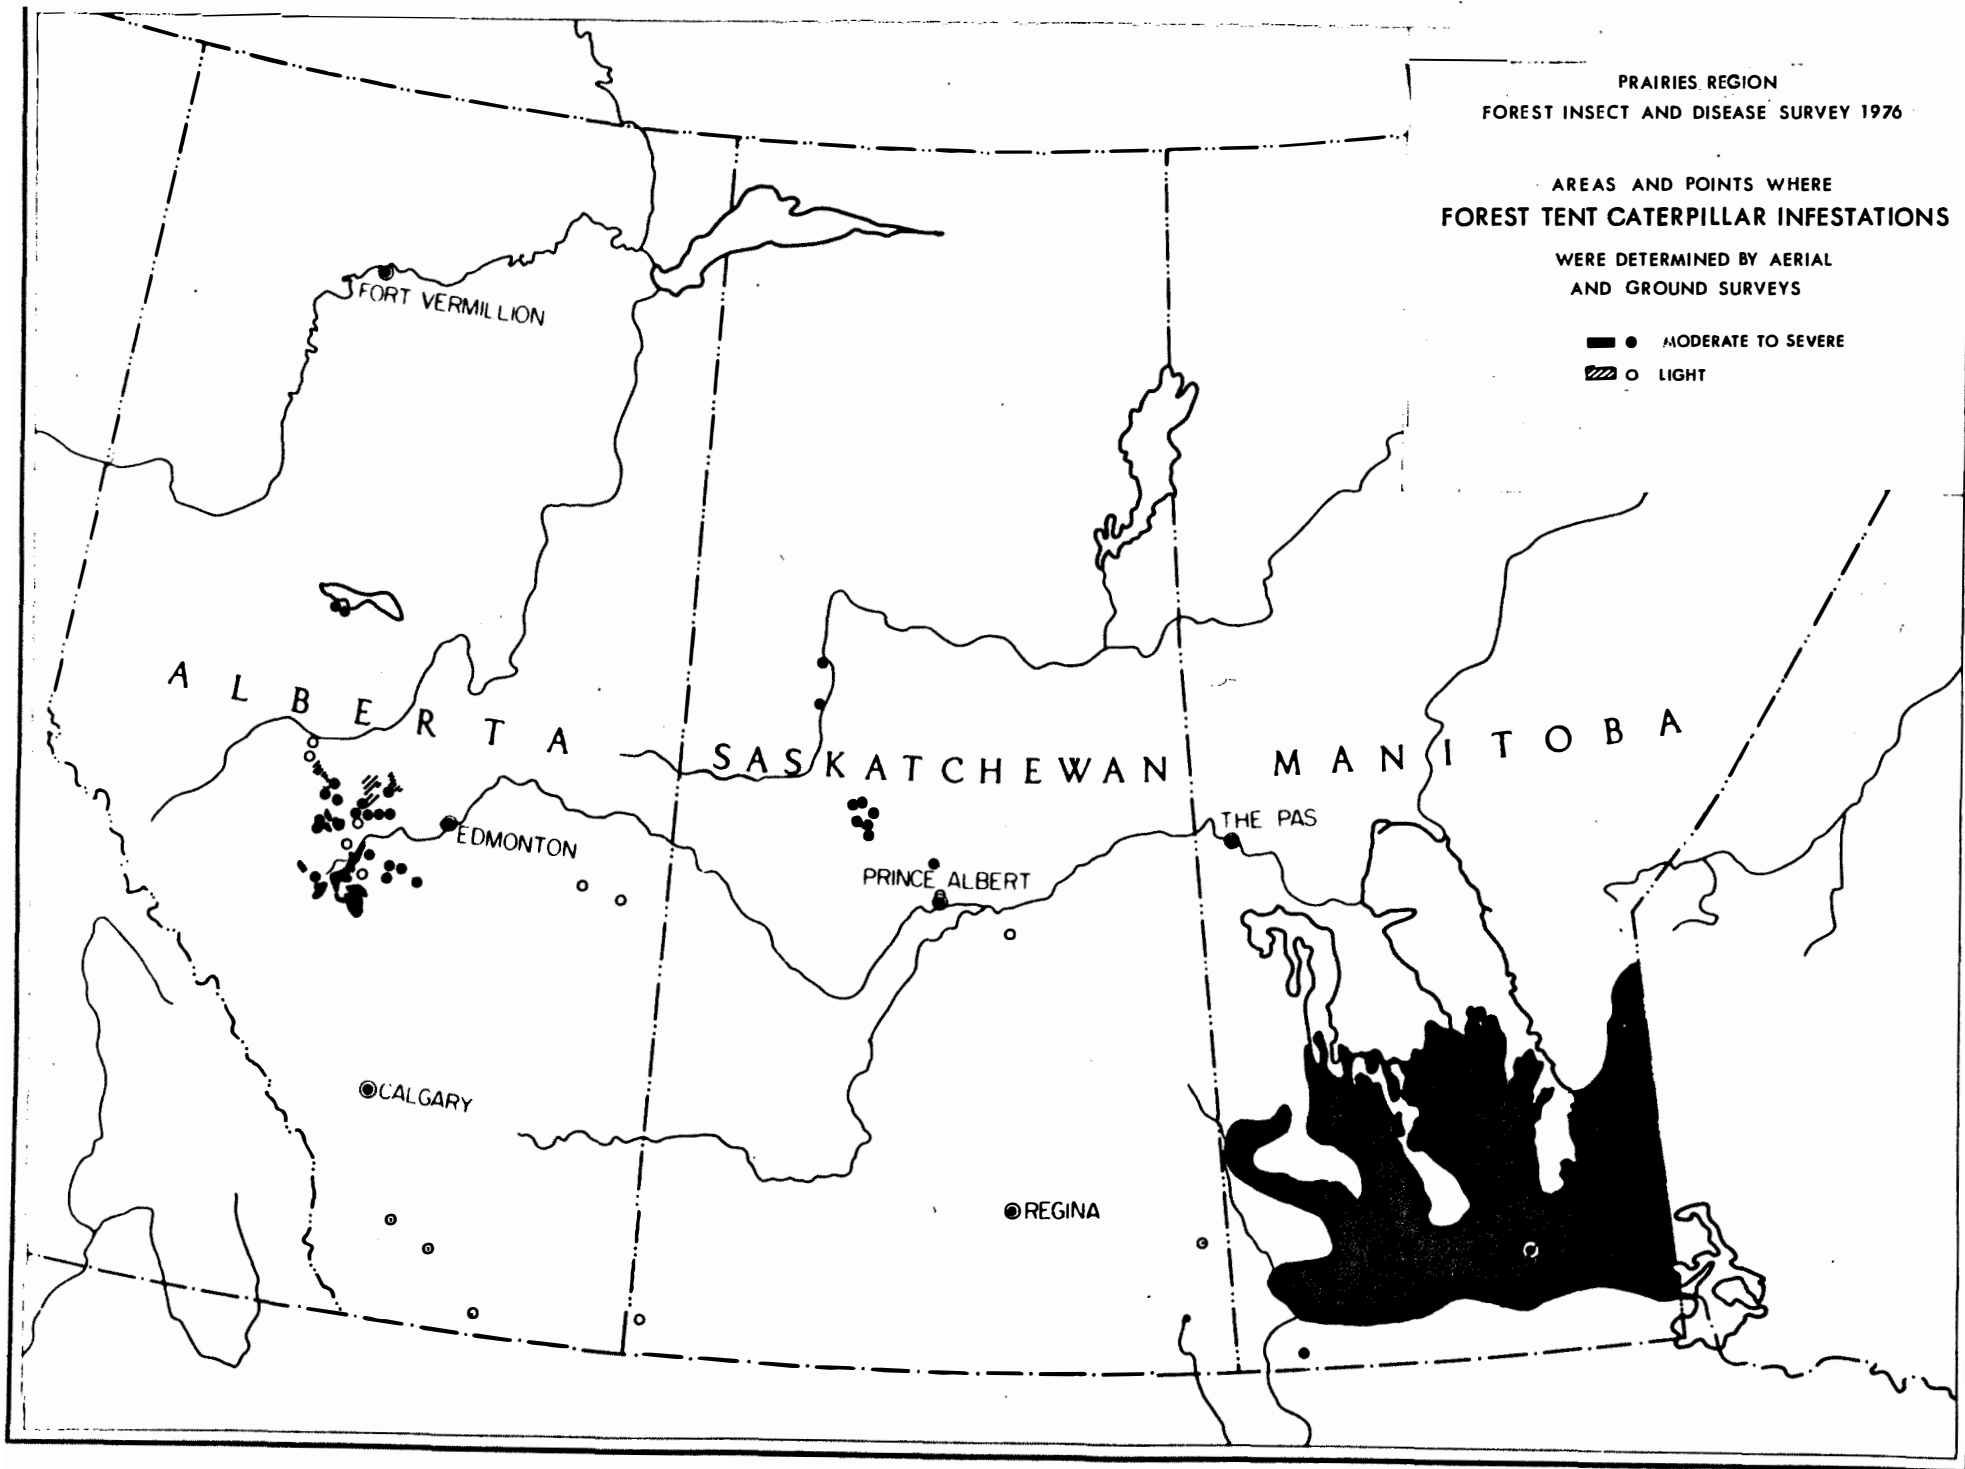 PRAIRIES REGION
FOREST INSECT AND DISEASE SURVEY 1976
AREAS AND POINTS WHERE
FOREST TENT CATERPILLAR INFESTATIONS
WERE DETERMINED BY AERIAL
AND GROUND SURVEYS
MODERATE TO SEVERE
LIGHT
FORT VERMILLION
ALBERTA
SASKATCHEWAN
MANITOBA
EDMONTON
THE PAS
PRINCE ALBERT
CALGARY
REGINA